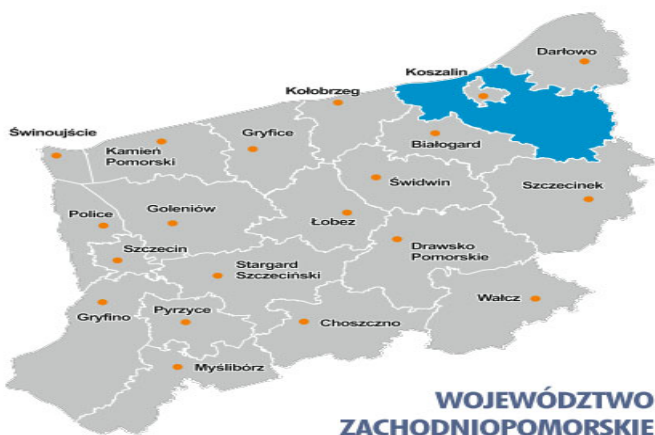 Darłowo
Koszalin
Kołobrzeg
Świnoujście
Kamień
Pomorski
Gryfice
Białogard
Świdwin
Szczecinek
Police
Goleniów
Łobez
Szczecin
Drawsko
Pomorskie
Stargard
Szczeciński
Wałcz
Gryfino
Pyrzyce
Choszczno
Myślibórz
WOJEWÓDZTWO
ZACHODNIOPOMORSKIE